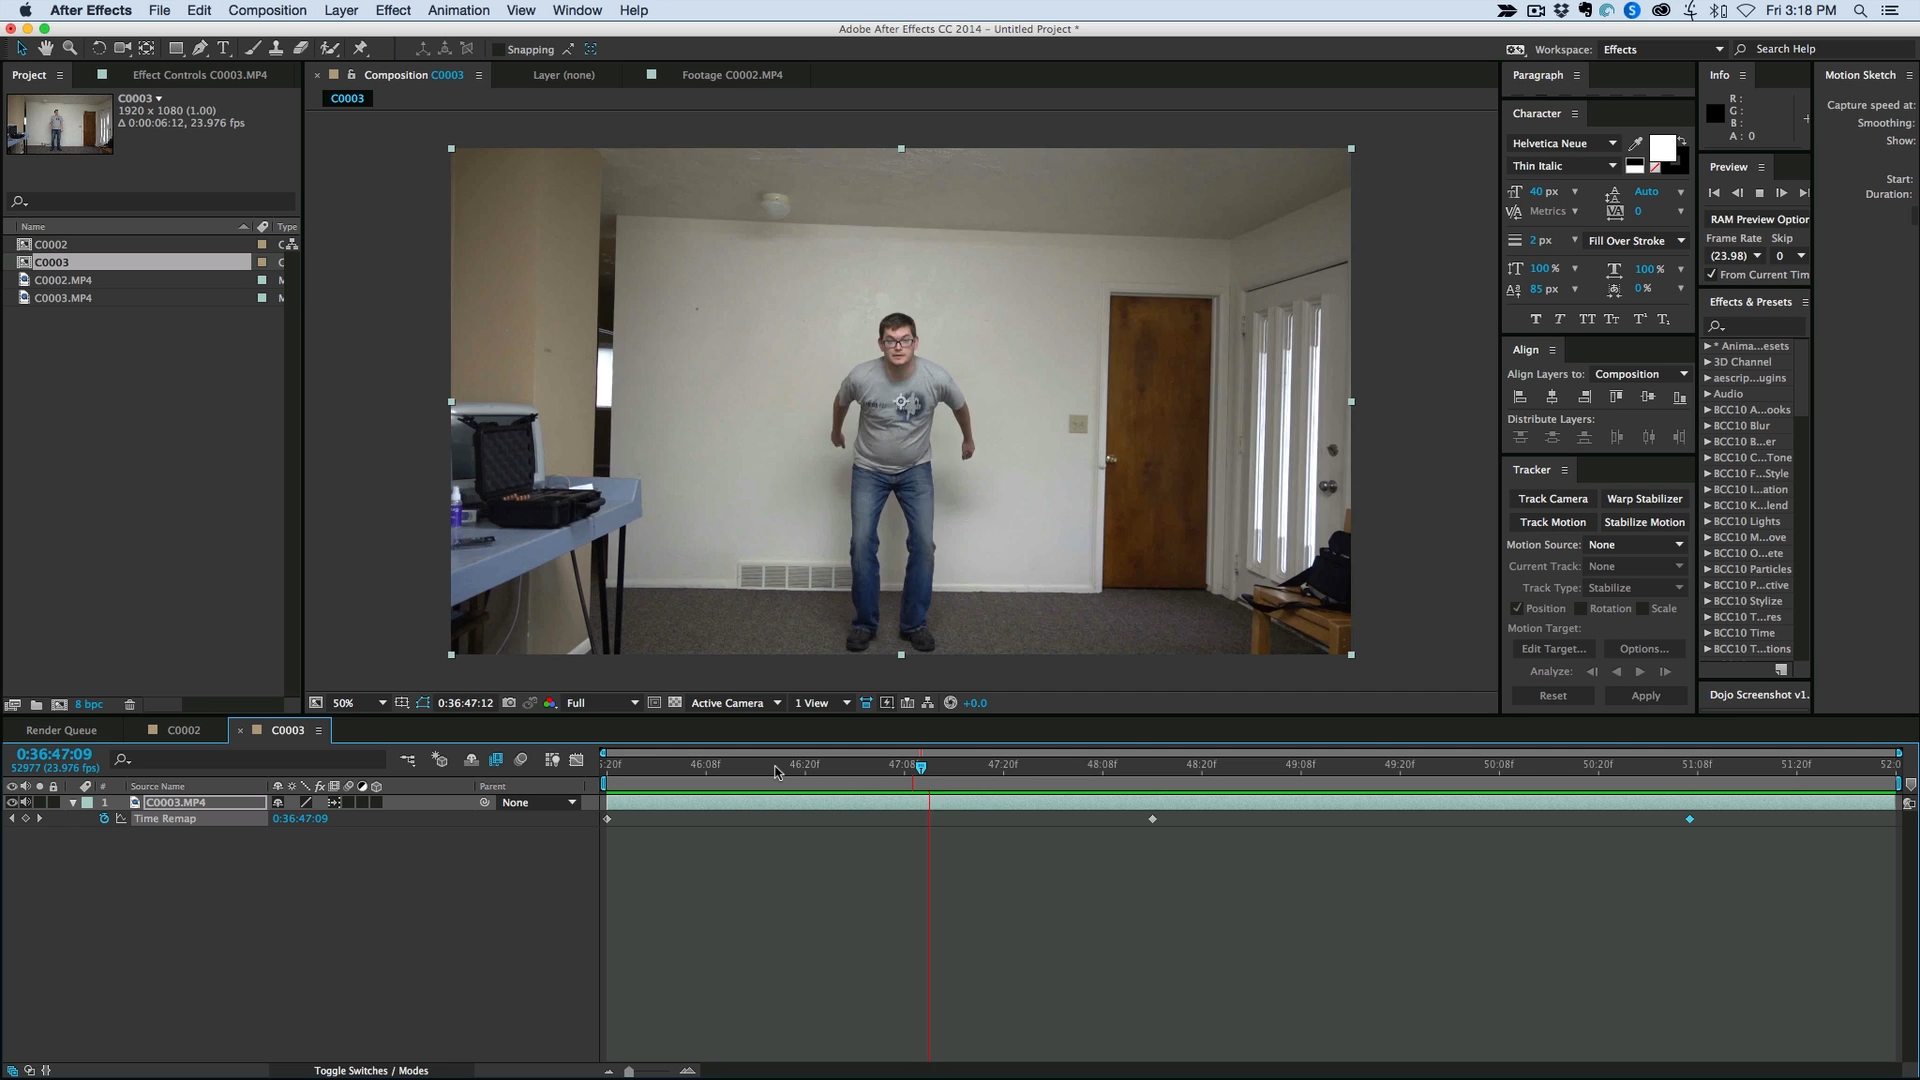 After Effects File Edit Composition Layer Effect Animation View Window Help Fri 3:18 PM
Adobe After Effects CC 2014 - Untitled Project *
Snapping Workspace: Effects Search Help
Project Effect Controls C0003.MP4
C0003
1920 x 1080 (1.00)
Δ 0:00:06:12, 23.976 fps
Name Type
C0002
C0003
C0002.MP4
C0003.MP4
8 bpc
Composition C0003 Layer (none) Footage C0002.MP4
C0003
50% 0:36:47:12 Full Active Camera 1 View +0.0
Paragraph
Character
Helvetica Neue
Thin Italic
40 px Auto
Metrics 0
2 px Fill Over Stroke
100 % 100 %
85 px 0 %
Align
Align Layers to: Composition
Distribute Layers:
Tracker
Track Camera Warp Stabilizer
Track Motion Stabilize Motion
Motion Source: None
Current Track: None
Track Type: Stabilize
Position Rotation Scale
Motion Target:
Edit Target... Options...
Analyze:
Reset Apply
Info
R :
G :
B :
A : 0
Preview
RAM Preview Option
Frame Rate Skip
(23.98) 0
From Current Tim
Effects & Presets
* Anima...esets
3D Channel
aescrip...ugins
Audio
BCC10 A...ooks
BCC10 Blur
BCC10 B...er
BCC10 C...Tone
BCC10 F...Style
BCC10 I...ation
BCC10 K...lend
BCC10 Lights
BCC10 M...ove
BCC10 O...ete
BCC10 Particles
BCC10 P...ctive
BCC10 Stylize
BCC10 T...res
BCC10 Time
BCC10 T...tions
Dojo Screenshot v1.
Motion Sketch
Capture speed at:
Smoothing:
Show:
Start:
Duration:
Render Queue C0002 C0003
0:36:47:09
52977 (23.976 fps)
:20f 46:08f 46:20f 47:08f 47:20f 48:08f 48:20f 49:08f 49:20f 50:08f 50:20f 51:08f 51:20f 52:0
# Source Name Parent
1 C0003.MP4 None
Time Remap 0:36:47:09
Toggle Switches / Modes